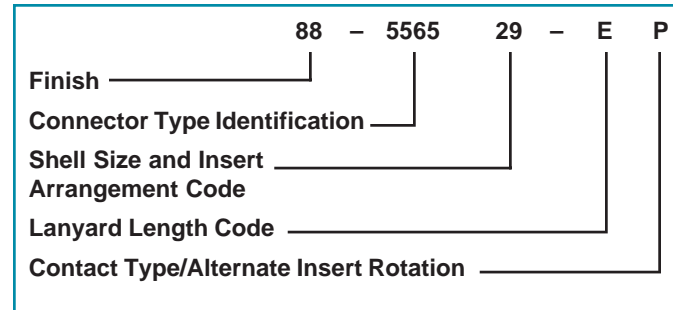 88 – 5565 29 – E P
Finish
Connector Type Identification
Shell Size and Insert
Arrangement Code
Lanyard Length Code
Contact Type/Alternate Insert Rotation